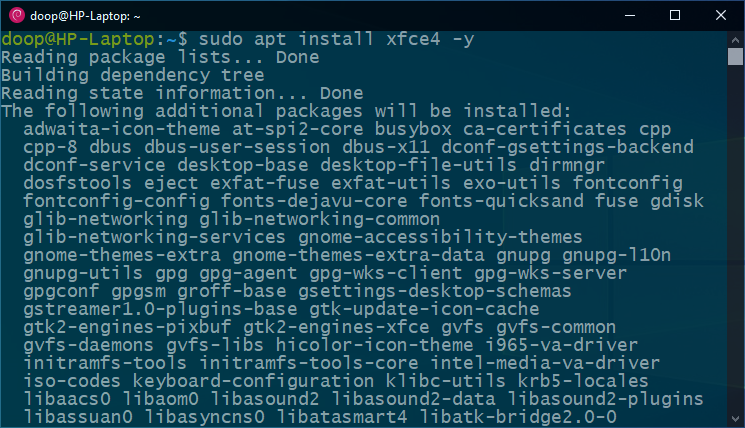 doop@HP-Laptop: ~
doop@HP-Laptop:~$ sudo apt install xfce4 -y
Reading package lists... Done
Building dependency tree
Reading state information... Done
The following additional packages will be installed:
  adwaita-icon-theme at-spi2-core busybox ca-certificates cpp
  cpp-8 dbus dbus-user-session dbus-x11 dconf-gsettings-backend
  dconf-service desktop-base desktop-file-utils dirmngr
  dosfstools eject exfat-fuse exfat-utils exo-utils fontconfig
  fontconfig-config fonts-dejavu-core fonts-quicksand fuse gdisk
  glib-networking glib-networking-common
  glib-networking-services gnome-accessibility-themes
  gnome-themes-extra gnome-themes-extra-data gnupg gnupg-l10n
  gnupg-utils gpg gpg-agent gpg-wks-client gpg-wks-server
  gpgconf gpgsm groff-base gsettings-desktop-schemas
  gstreamer1.0-plugins-base gtk-update-icon-cache
  gtk2-engines-pixbuf gtk2-engines-xfce gvfs gvfs-common
  gvfs-daemons gvfs-libs hicolor-icon-theme i965-va-driver
  initramfs-tools initramfs-tools-core intel-media-va-driver
  iso-codes keyboard-configuration klibc-utils krb5-locales
  libaacs0 libaom0 libasound2 libasound2-data libasound2-plugins
  libassuan0 libasyncns0 libatasmart4 libatk-bridge2.0-0